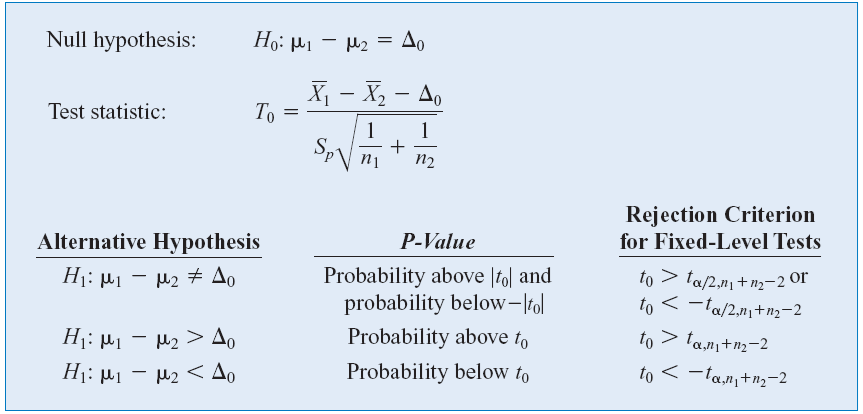 Null hypothesis: H₀: μ₁ − μ₂ = Δ₀
Test statistic: T₀ = (X̅₁ − X̅₂ − Δ₀) / (Sₚ√(1/n₁ + 1/n₂))
Rejection Criterion
Alternative Hypothesis P-Value for Fixed-Level Tests
H₁: μ₁ − μ₂ ≠ Δ₀ Probability above |t₀| and t₀ > t_{α/2,n₁+n₂−2} or
probability below−|t₀| t₀ < −t_{α/2,n₁+n₂−2}
H₁: μ₁ − μ₂ > Δ₀ Probability above t₀ t₀ > t_{α,n₁+n₂−2}
H₁: μ₁ − μ₂ < Δ₀ Probability below t₀ t₀ < −t_{α,n₁+n₂−2}